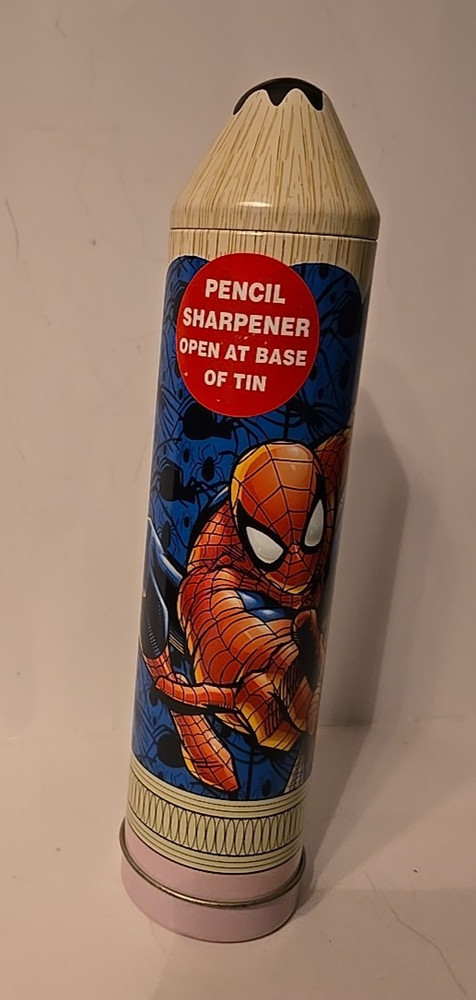 PENCIL
SHARPENER
OPEN AT BASE
OF TIN